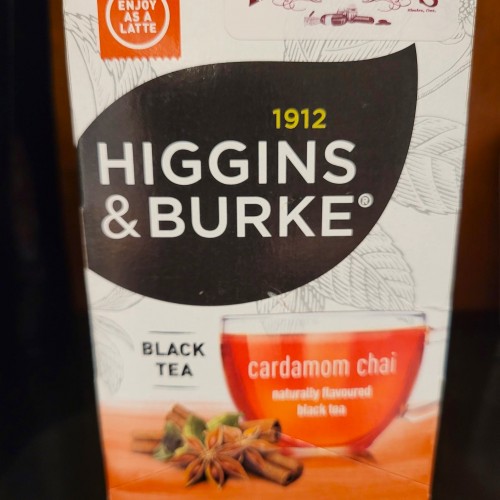 ENJOY
AS A
LATTE
1912
HIGGINS
& BURKE®
BLACK
TEA
cardamom chai
naturally flavoured
black tea